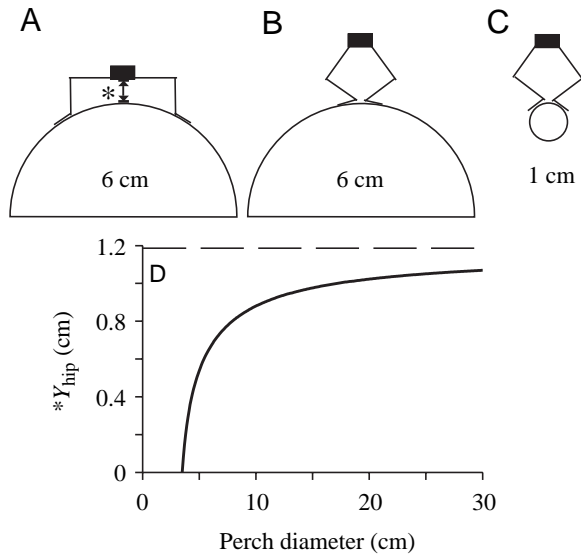 A
B
C
*
6 cm
6 cm
1 cm
D
*Yhip (cm)
1.2
0.8
0.4
0
0
10
20
30
Perch diameter (cm)